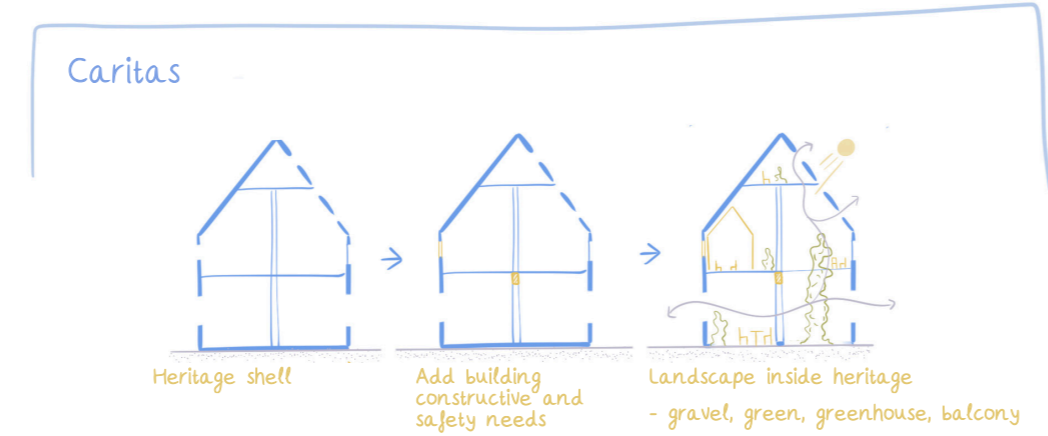 Caritas
Heritage shell
Add building
constructive and
safety needs
Landscape inside heritage
- gravel, green, greenhouse, balcony